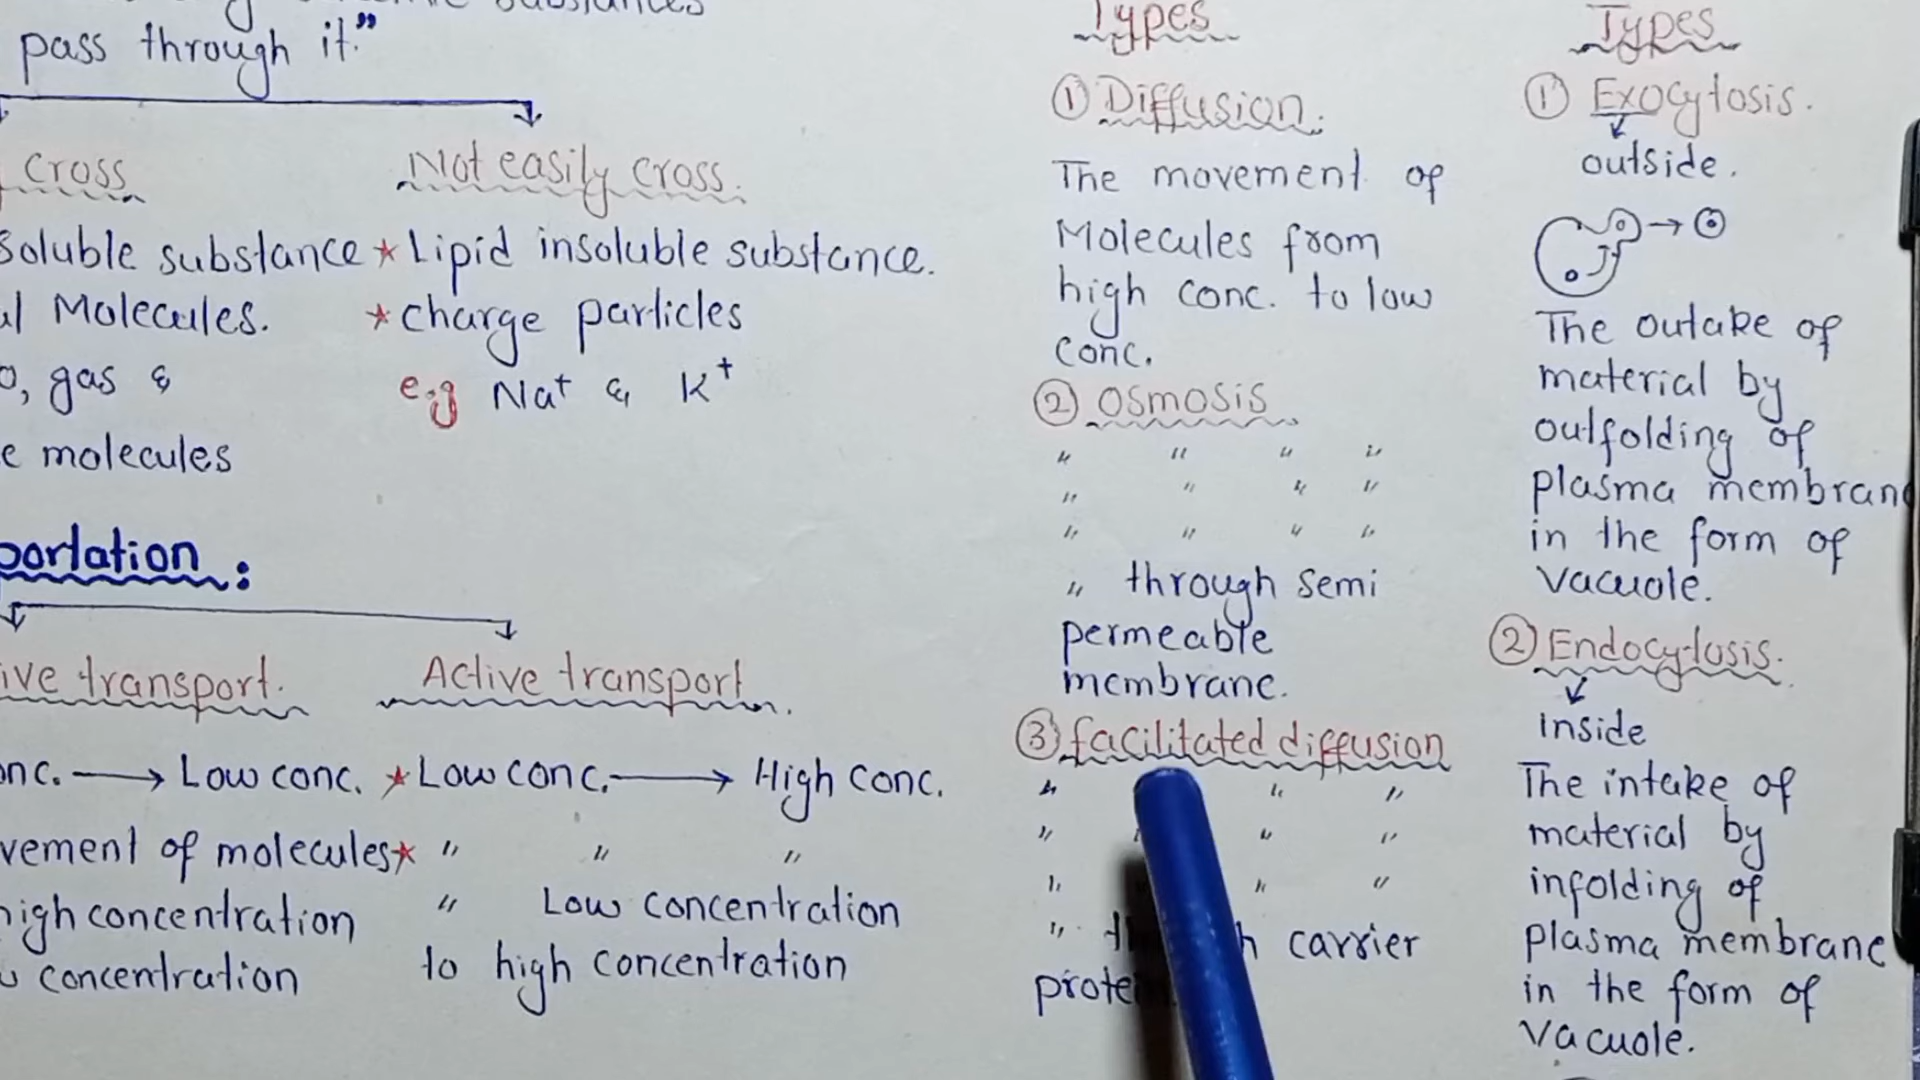 substances
pass through it."
cross
Not easily cross.
soluble substance * Lipid insoluble substance.
Molecules. * charge particles
gas & e.g Na+ & K+
molecules
portation :
ive transport. Active transport.
onc. → Low conc. * Low conc. → High conc.
vement of molecules * " " "
high concentration " Low concentration
concentration to high concentration
Types
① Diffusion.
The movement of
Molecules from
high conc. to low
conc.
② Osmosis
" " " "
" " " "
" " " "
" through semi
permeable
membrane.
③ facilitated diffusion
" " "
" " " "
" " "
" carrier
Types
① Exocytosis.
outside.
The outake of
material by
outfolding of
plasma membran
in the form of
vacuole.
② Endocytosis.
inside
The intake of
material by
infolding of
plasma membrane
in the form of
vacuole.